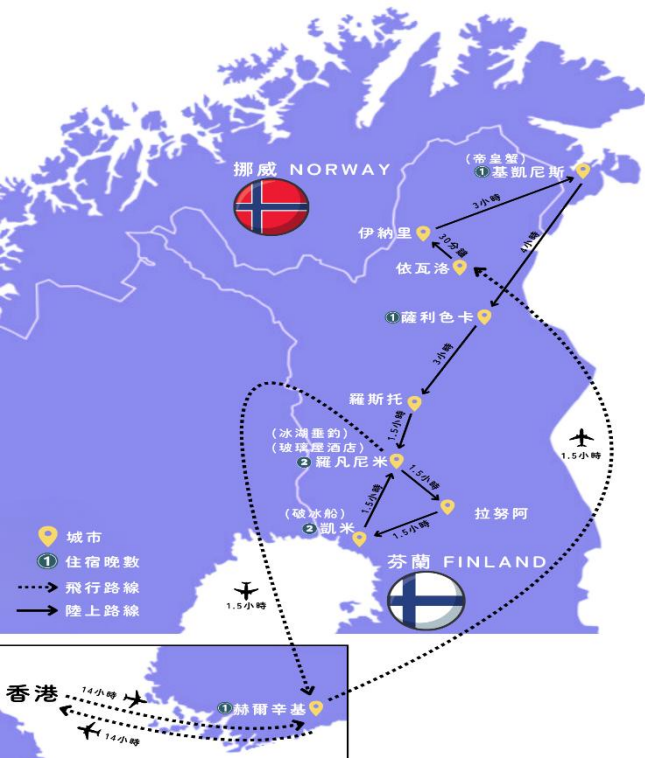 挪威 NORWAY
(帝皇蟹)
①基凱尼斯
3小時
伊納里
30分鐘
依瓦洛
4小時
①薩利色卡
3小時
羅斯托
1.5小時
(冰湖垂釣)
(玻璃屋酒店)
②羅凡尼米
1.5小時
1.5小時
拉努阿
1.5小時
(破冰船)
②凱米
1.5小時
芬蘭 FINLAND
城市
①住宿晚數
飛行路線
陸上路線
1.5小時
香港
14小時
①赫爾辛基
14小時